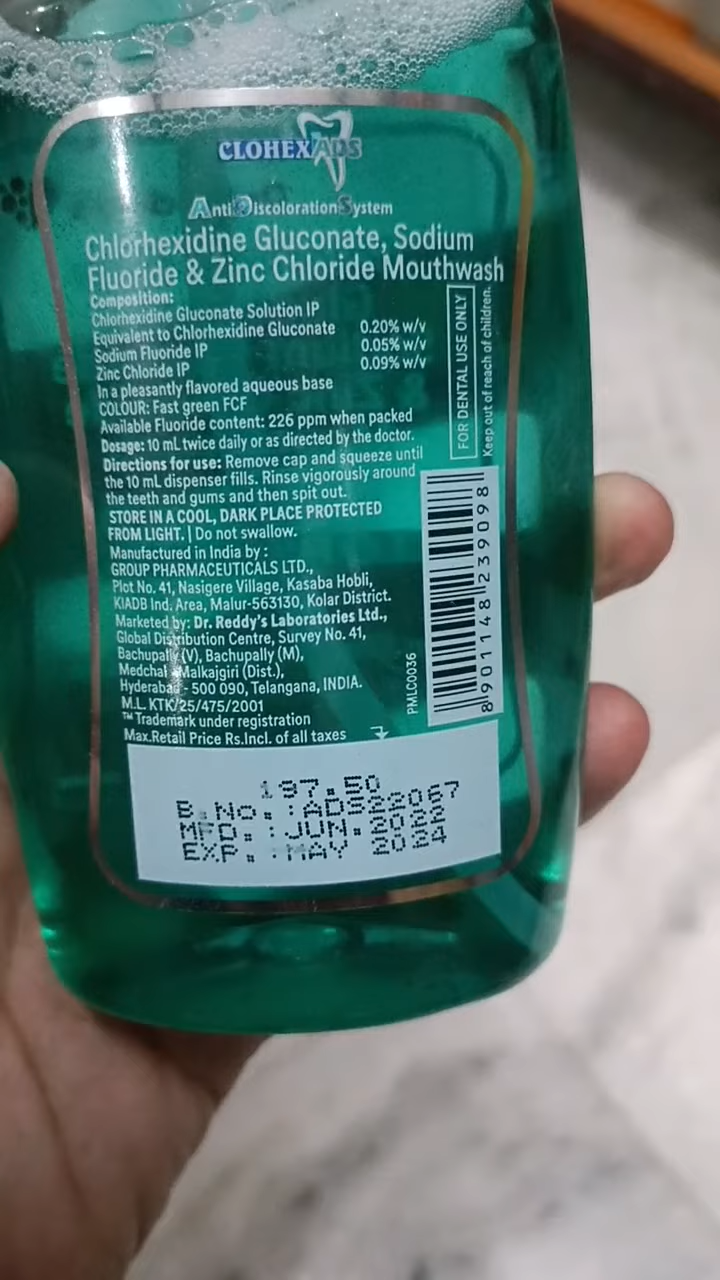 CLOHEX ADS
AntiDiscolorationSystem
Chlorhexidine Gluconate, Sodium
Fluoride & Zinc Chloride Mouthwash
Composition:
Chlorhexidine Gluconate Solution IP
Equivalent to Chlorhexidine Gluconate 0.20% w/v
Sodium Fluoride IP 0.05% w/v
Zinc Chloride IP 0.09% w/v
In a pleasantly flavored aqueous base
COLOUR: Fast green FCF
Available Fluoride content: 226 ppm when packed
Dosage: 10 mL twice daily or as directed by the doctor.
Directions for use: Remove cap and squeeze until
the 10 mL dispenser fills. Rinse vigorously around
the teeth and gums and then spit out.
STORE IN A COOL, DARK PLACE PROTECTED
FROM LIGHT. | Do not swallow.
Manufactured in India by :
GROUP PHARMACEUTICALS LTD.,
Plot No. 41, Nasigere Village, Kasaba Hobli,
KIADB Ind. Area, Malur-563130, Kolar District.
Marketed by: Dr. Reddy's Laboratories Ltd.,
Global Distribution Centre, Survey No. 41,
Bachupally (V), Bachupally (M),
Medchal Malkajgiri (Dist.),
Hyderabad - 500 090, Telangana, INDIA.
M.L. KTK/25/475/2001
™ Trademark under registration
Max.Retail Price Rs.Incl. of all taxes
FOR DENTAL USE ONLY
Keep out of reach of children.
8901148239098
PMLC0036
197.50
B.No.:ADS22067
MFD.:JUN.2022
EXP.:MAY 2024